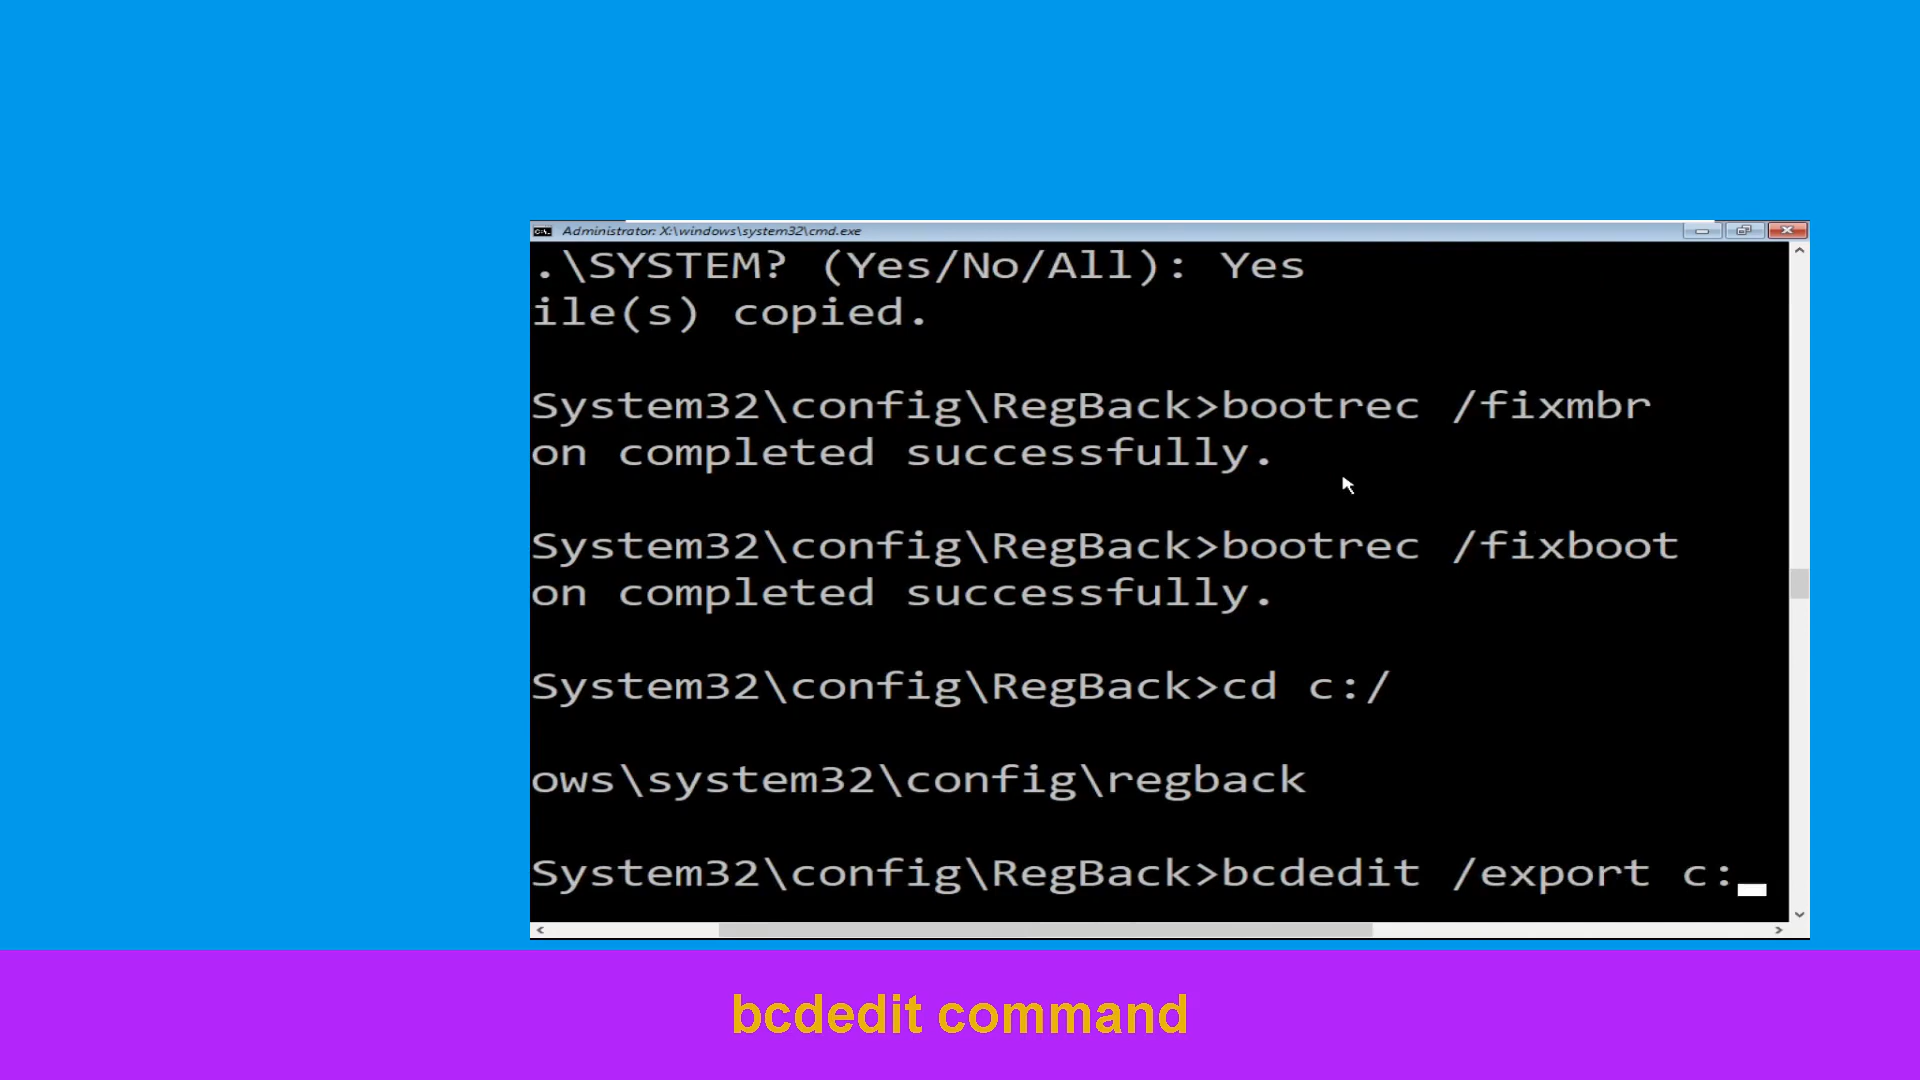 Administrator: X:\windows\system32\cmd.exe
.\SYSTEM? (Yes/No/All): Yes
ile(s) copied.
System32\config\RegBack>bootrec /fixmbr
on completed successfully.
System32\config\RegBack>bootrec /fixboot
on completed successfully.
System32\config\RegBack>cd c:/
ows\system32\config\regback
System32\config\RegBack>bcdedit /export c:
bcdedit command